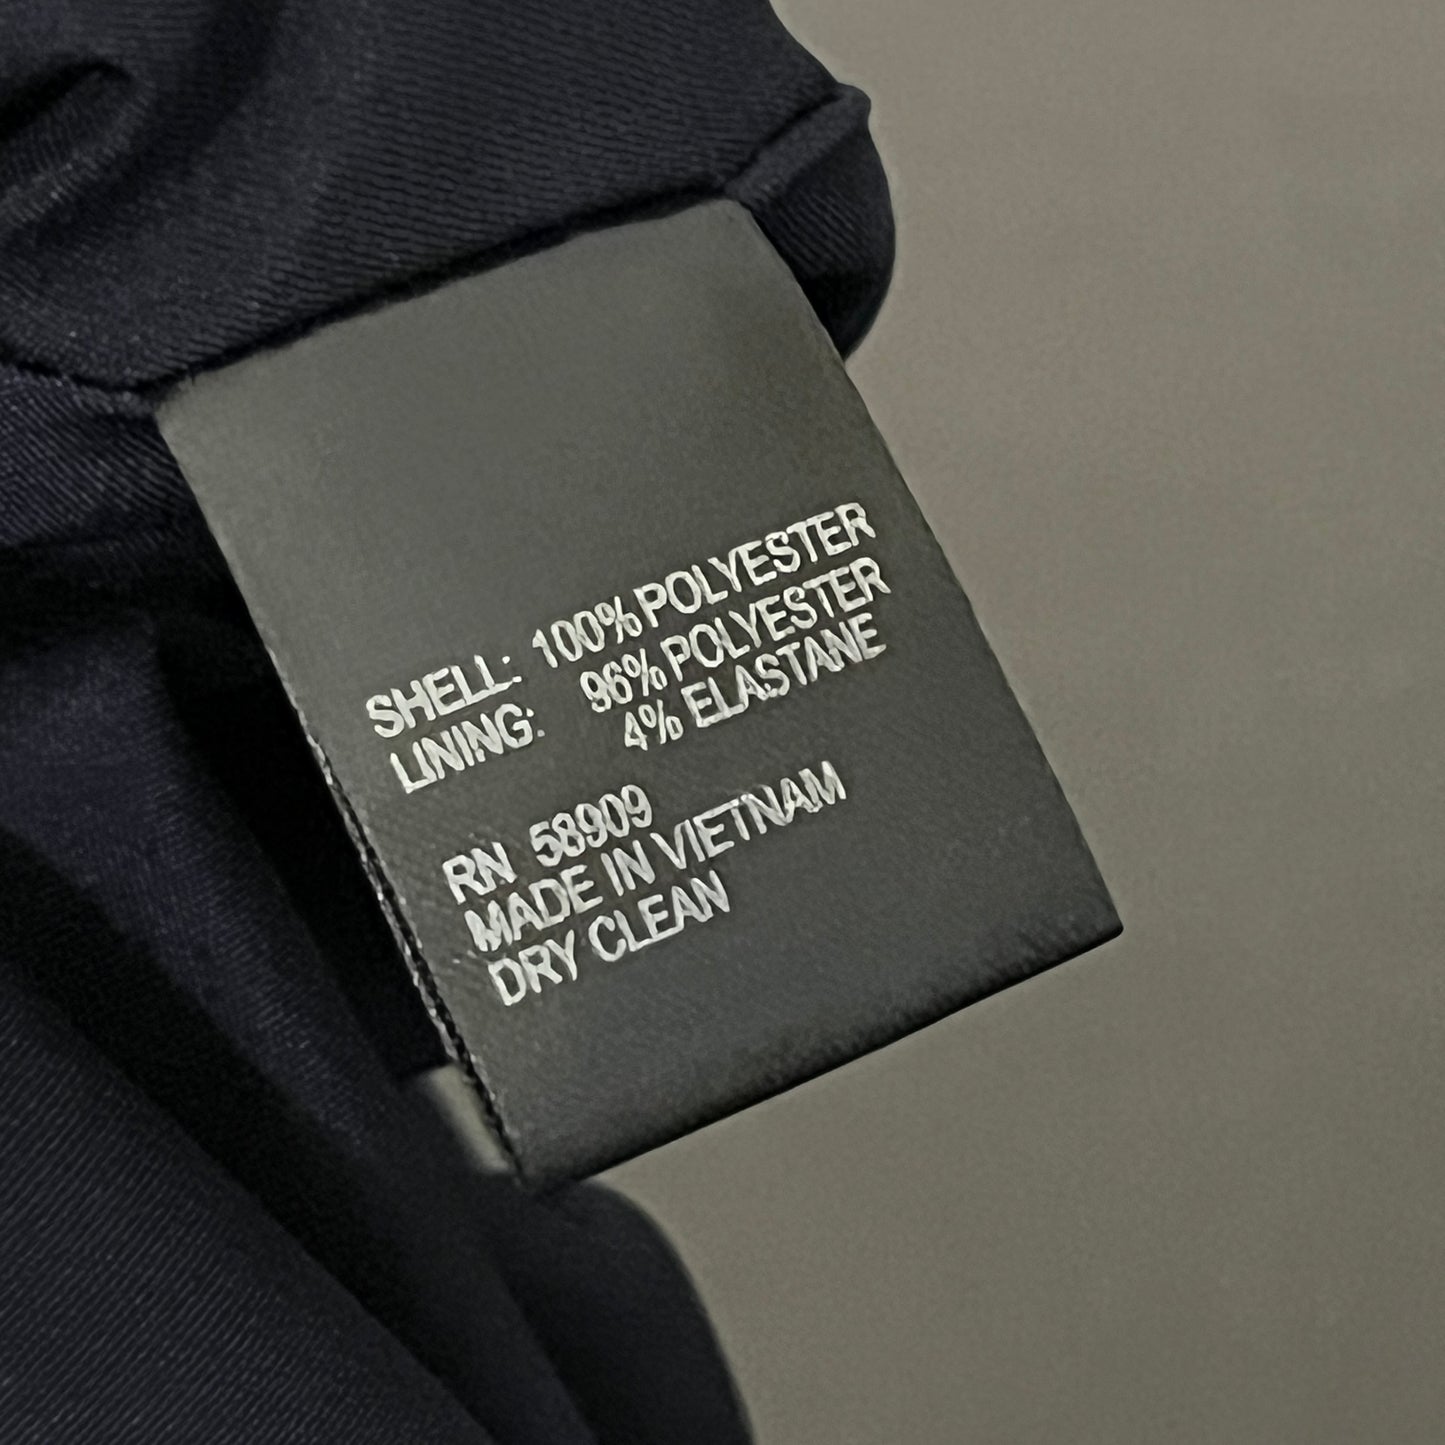 SHELL: 100% POLYESTER
LINING: 96% POLYESTER
4% ELASTANE
RN 58909
MADE IN VIETNAM
DRY CLEAN